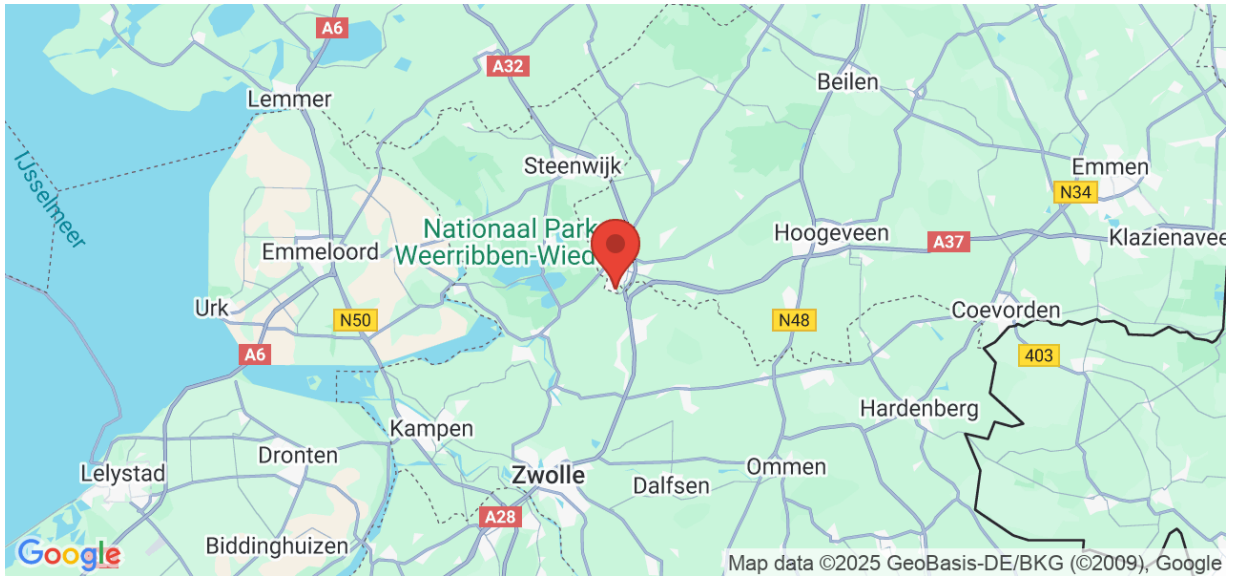 A6
A32
Lemmer
Beilen
IJsselmeer
Steenwijk
Emmen
N34
Nationaal Park
Weerribben-Wied
Emmeloord
Hoogeveen
A37
Klazienavee
Urk
N50
N48
Coevorden
A6
403
Kampen
Hardenberg
Dronten
Lelystad
Zwolle
Ommen
Dalfsen
A28
Biddinghuizen
Google
Map data ©2025 GeoBasis-DE/BKG (©2009), Google